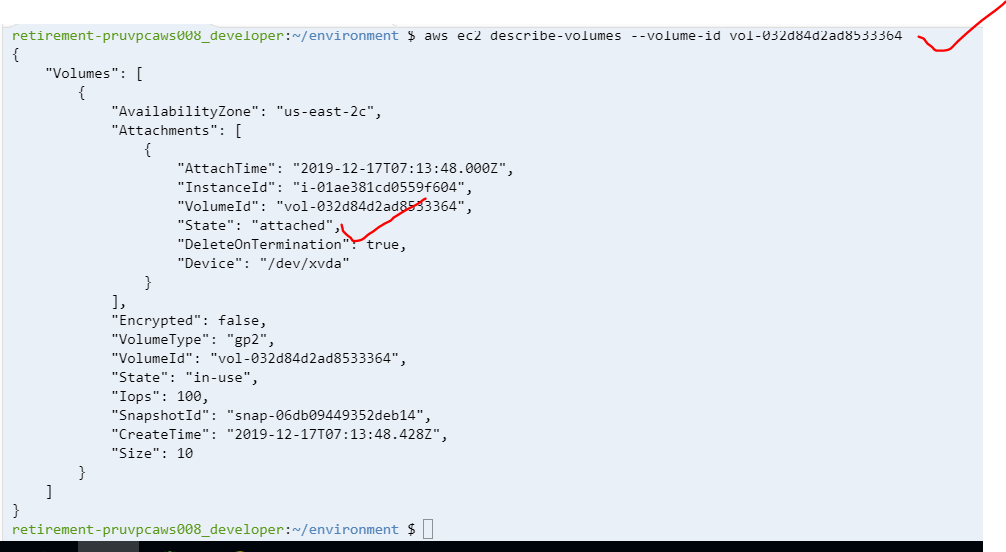 retirement-pruvpcaws008_developer:~/environment $ aws ec2 describe-volumes --volume-id vol-032d84d2ad8533364
{
    "Volumes": [
        {
            "AvailabilityZone": "us-east-2c",
            "Attachments": [
                {
                    "AttachTime": "2019-12-17T07:13:48.000Z",
                    "InstanceId": "i-01ae381cd0559f604",
                    "VolumeId": "vol-032d84d2ad8533364",
                    "State": "attached",
                    "DeleteOnTermination": true,
                    "Device": "/dev/xvda"
                }
            ],
            "Encrypted": false,
            "VolumeType": "gp2",
            "VolumeId": "vol-032d84d2ad8533364",
            "State": "in-use",
            "Iops": 100,
            "SnapshotId": "snap-06db09449352deb14",
            "CreateTime": "2019-12-17T07:13:48.428Z",
            "Size": 10
        }
    ]
}
retirement-pruvpcaws008_developer:~/environment $